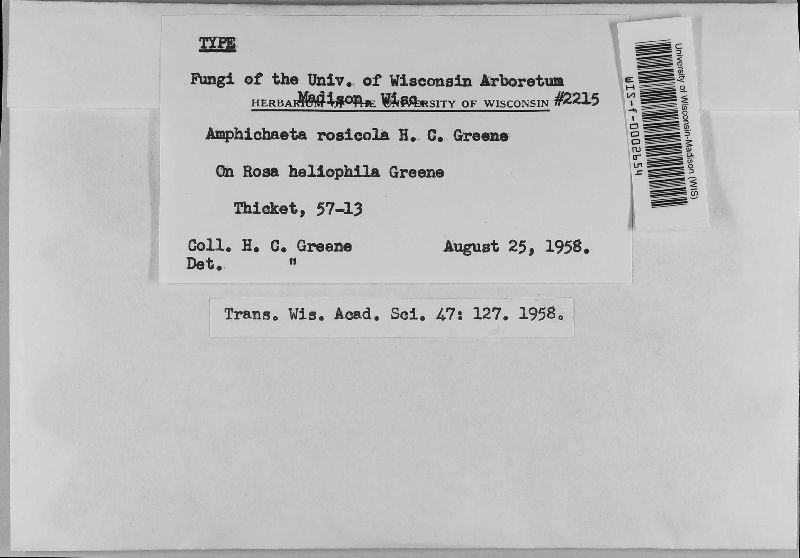 TYPE
Fungi of the Univ. of Wisconsin Arboretum
Madison, Wisc.
HERBARIUM OF THE UNIVERSITY OF WISCONSIN #2215
Amphichaeta rosicola H. C. Greene
On Rosa heliophila Greene
Thicket, 57-13
Coll. H. C. Greene August 25, 1958.
Det. "
Trans. Wis. Acad. Sci. 47: 127. 1958.
University of Wisconsin-Madison (WIS)
WIS-f-0002654